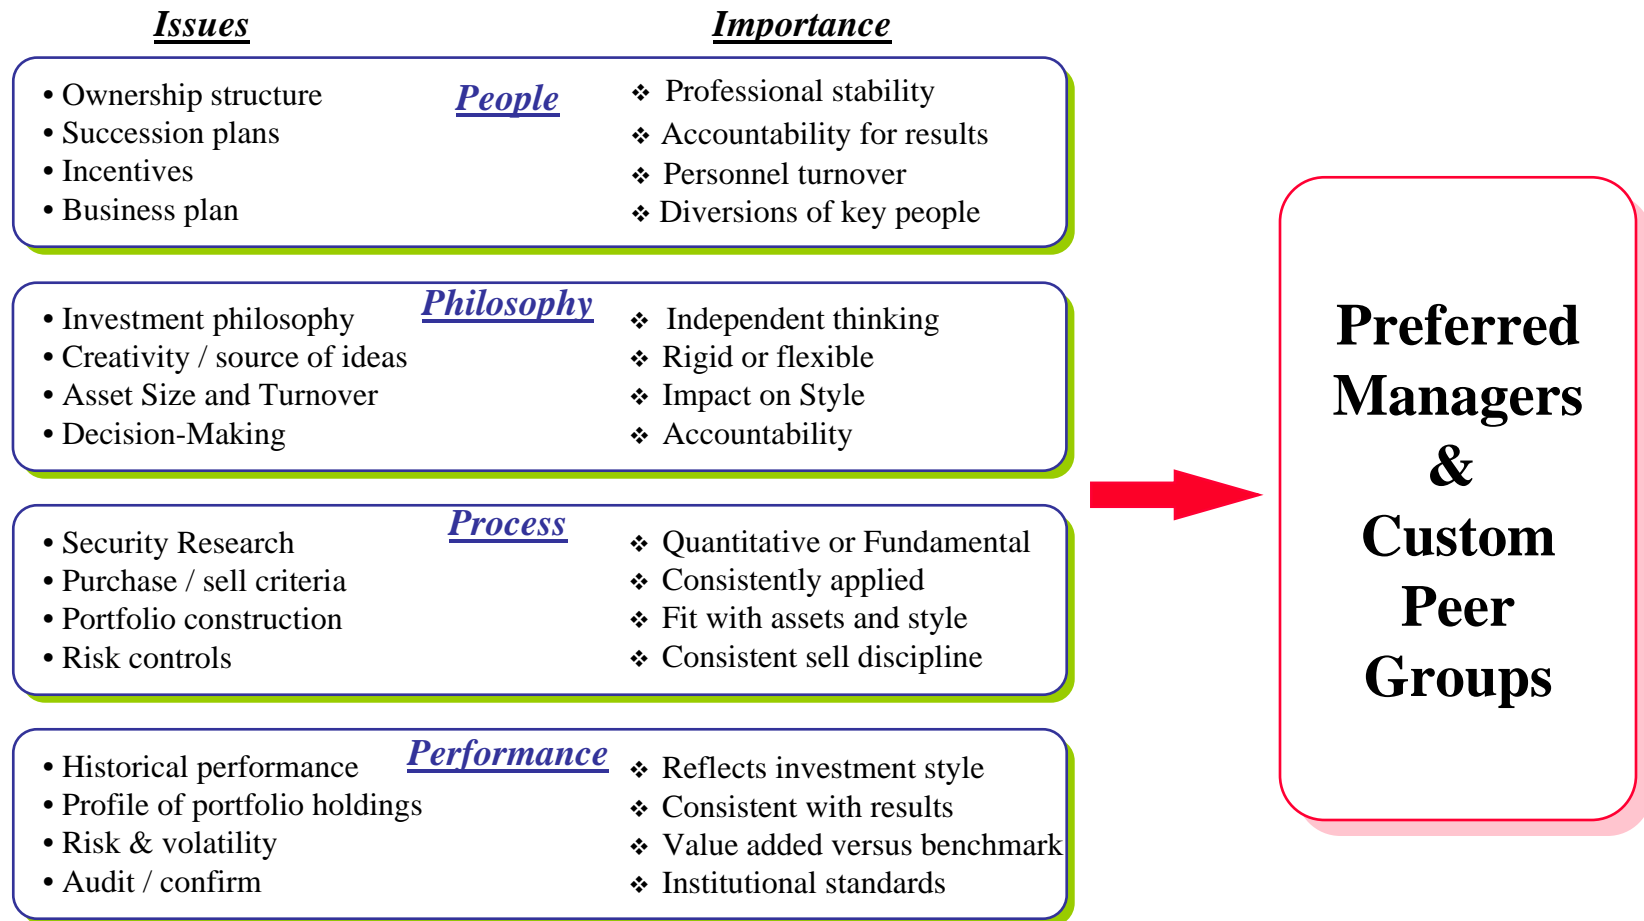 Issues
Importance
People
• Ownership structure
• Succession plans
• Incentives
• Business plan
❖ Professional stability
❖ Accountability for results
❖ Personnel turnover
❖ Diversions of key people
Philosophy
• Investment philosophy
• Creativity / source of ideas
• Asset Size and Turnover
• Decision-Making
❖ Independent thinking
❖ Rigid or flexible
❖ Impact on Style
❖ Accountability
Process
• Security Research
• Purchase / sell criteria
• Portfolio construction
• Risk controls
❖ Quantitative or Fundamental
❖ Consistently applied
❖ Fit with assets and style
❖ Consistent sell discipline
Performance
• Historical performance
• Profile of portfolio holdings
• Risk & volatility
• Audit / confirm
❖ Reflects investment style
❖ Consistent with results
❖ Value added versus benchmark
❖ Institutional standards
Preferred
Managers
&
Custom
Peer
Groups